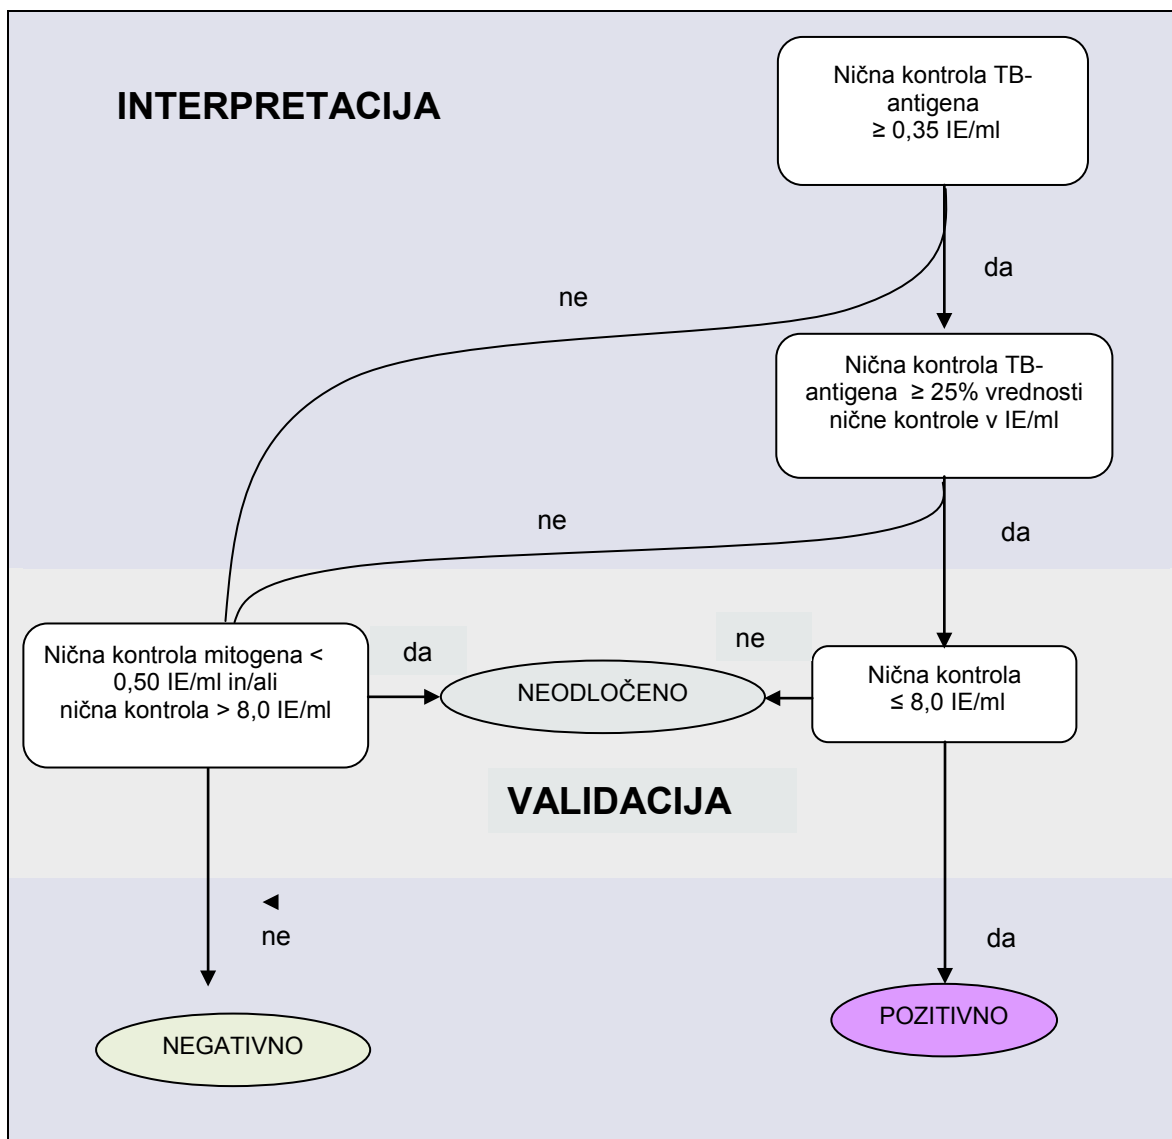 INTERPRETACIJA
Nična kontrola TB-
antigena
≥ 0,35 IE/ml
da
ne
Nična kontrola TB-
antigena ≥ 25% vrednosti
nične kontrole v IE/ml
ne
da
Nična kontrola mitogena <
0,50 IE/ml in/ali
nična kontrola > 8,0 IE/ml
da
NEODLOČENO
ne
Nična kontrola
≤ 8,0 IE/ml
VALIDACIJA
ne
da
NEGATIVNO
POZITIVNO